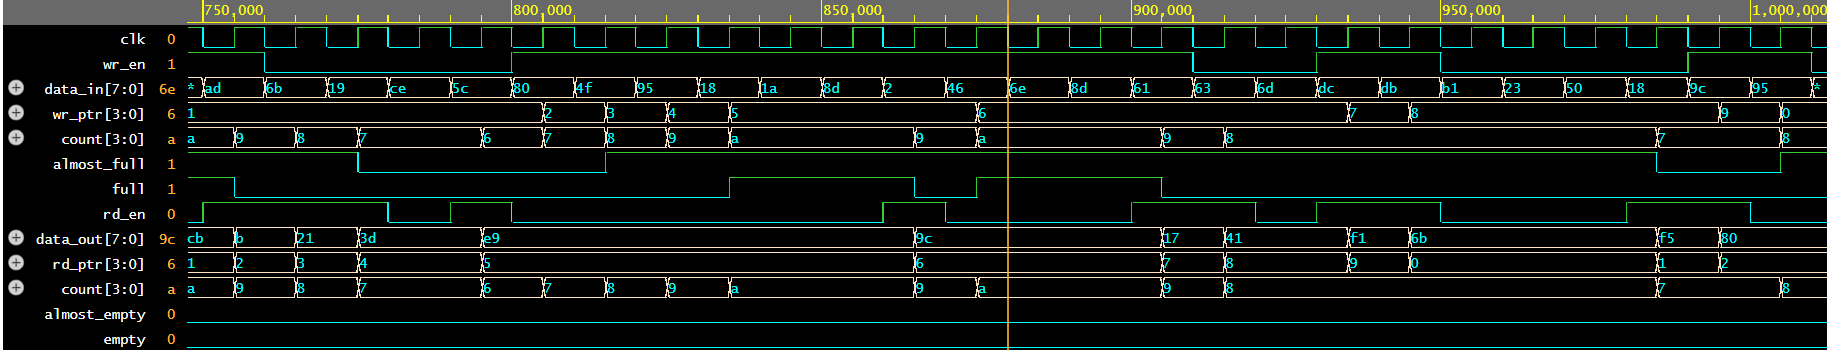 750,000 800,000 850,000 900,000 950,000 1,000,000
clk 0
wr_en 1
data_in[7:0] 6e * ad 6b 19 ce 5c 80 4f 95 18 1a 8d 2 46 6e 8d 61 63 6d dc db b1 23 50 18 9c 95 *
wr_ptr[3:0] 6 1 2 3 4 5 6 7 8 9 0
count[3:0] a a 9 8 7 6 7 8 9 a 9 a 9 8 7 8
almost_full 1
full 1
rd_en 0
data_out[7:0] 9c cb b 21 3d e9 9c 17 41 f1 6b f5 80
rd_ptr[3:0] 6 1 2 3 4 5 6 7 8 9 0 1 2
count[3:0] a a 9 8 7 6 7 8 9 a 9 a 9 8 7 8
almost_empty 0
empty 0